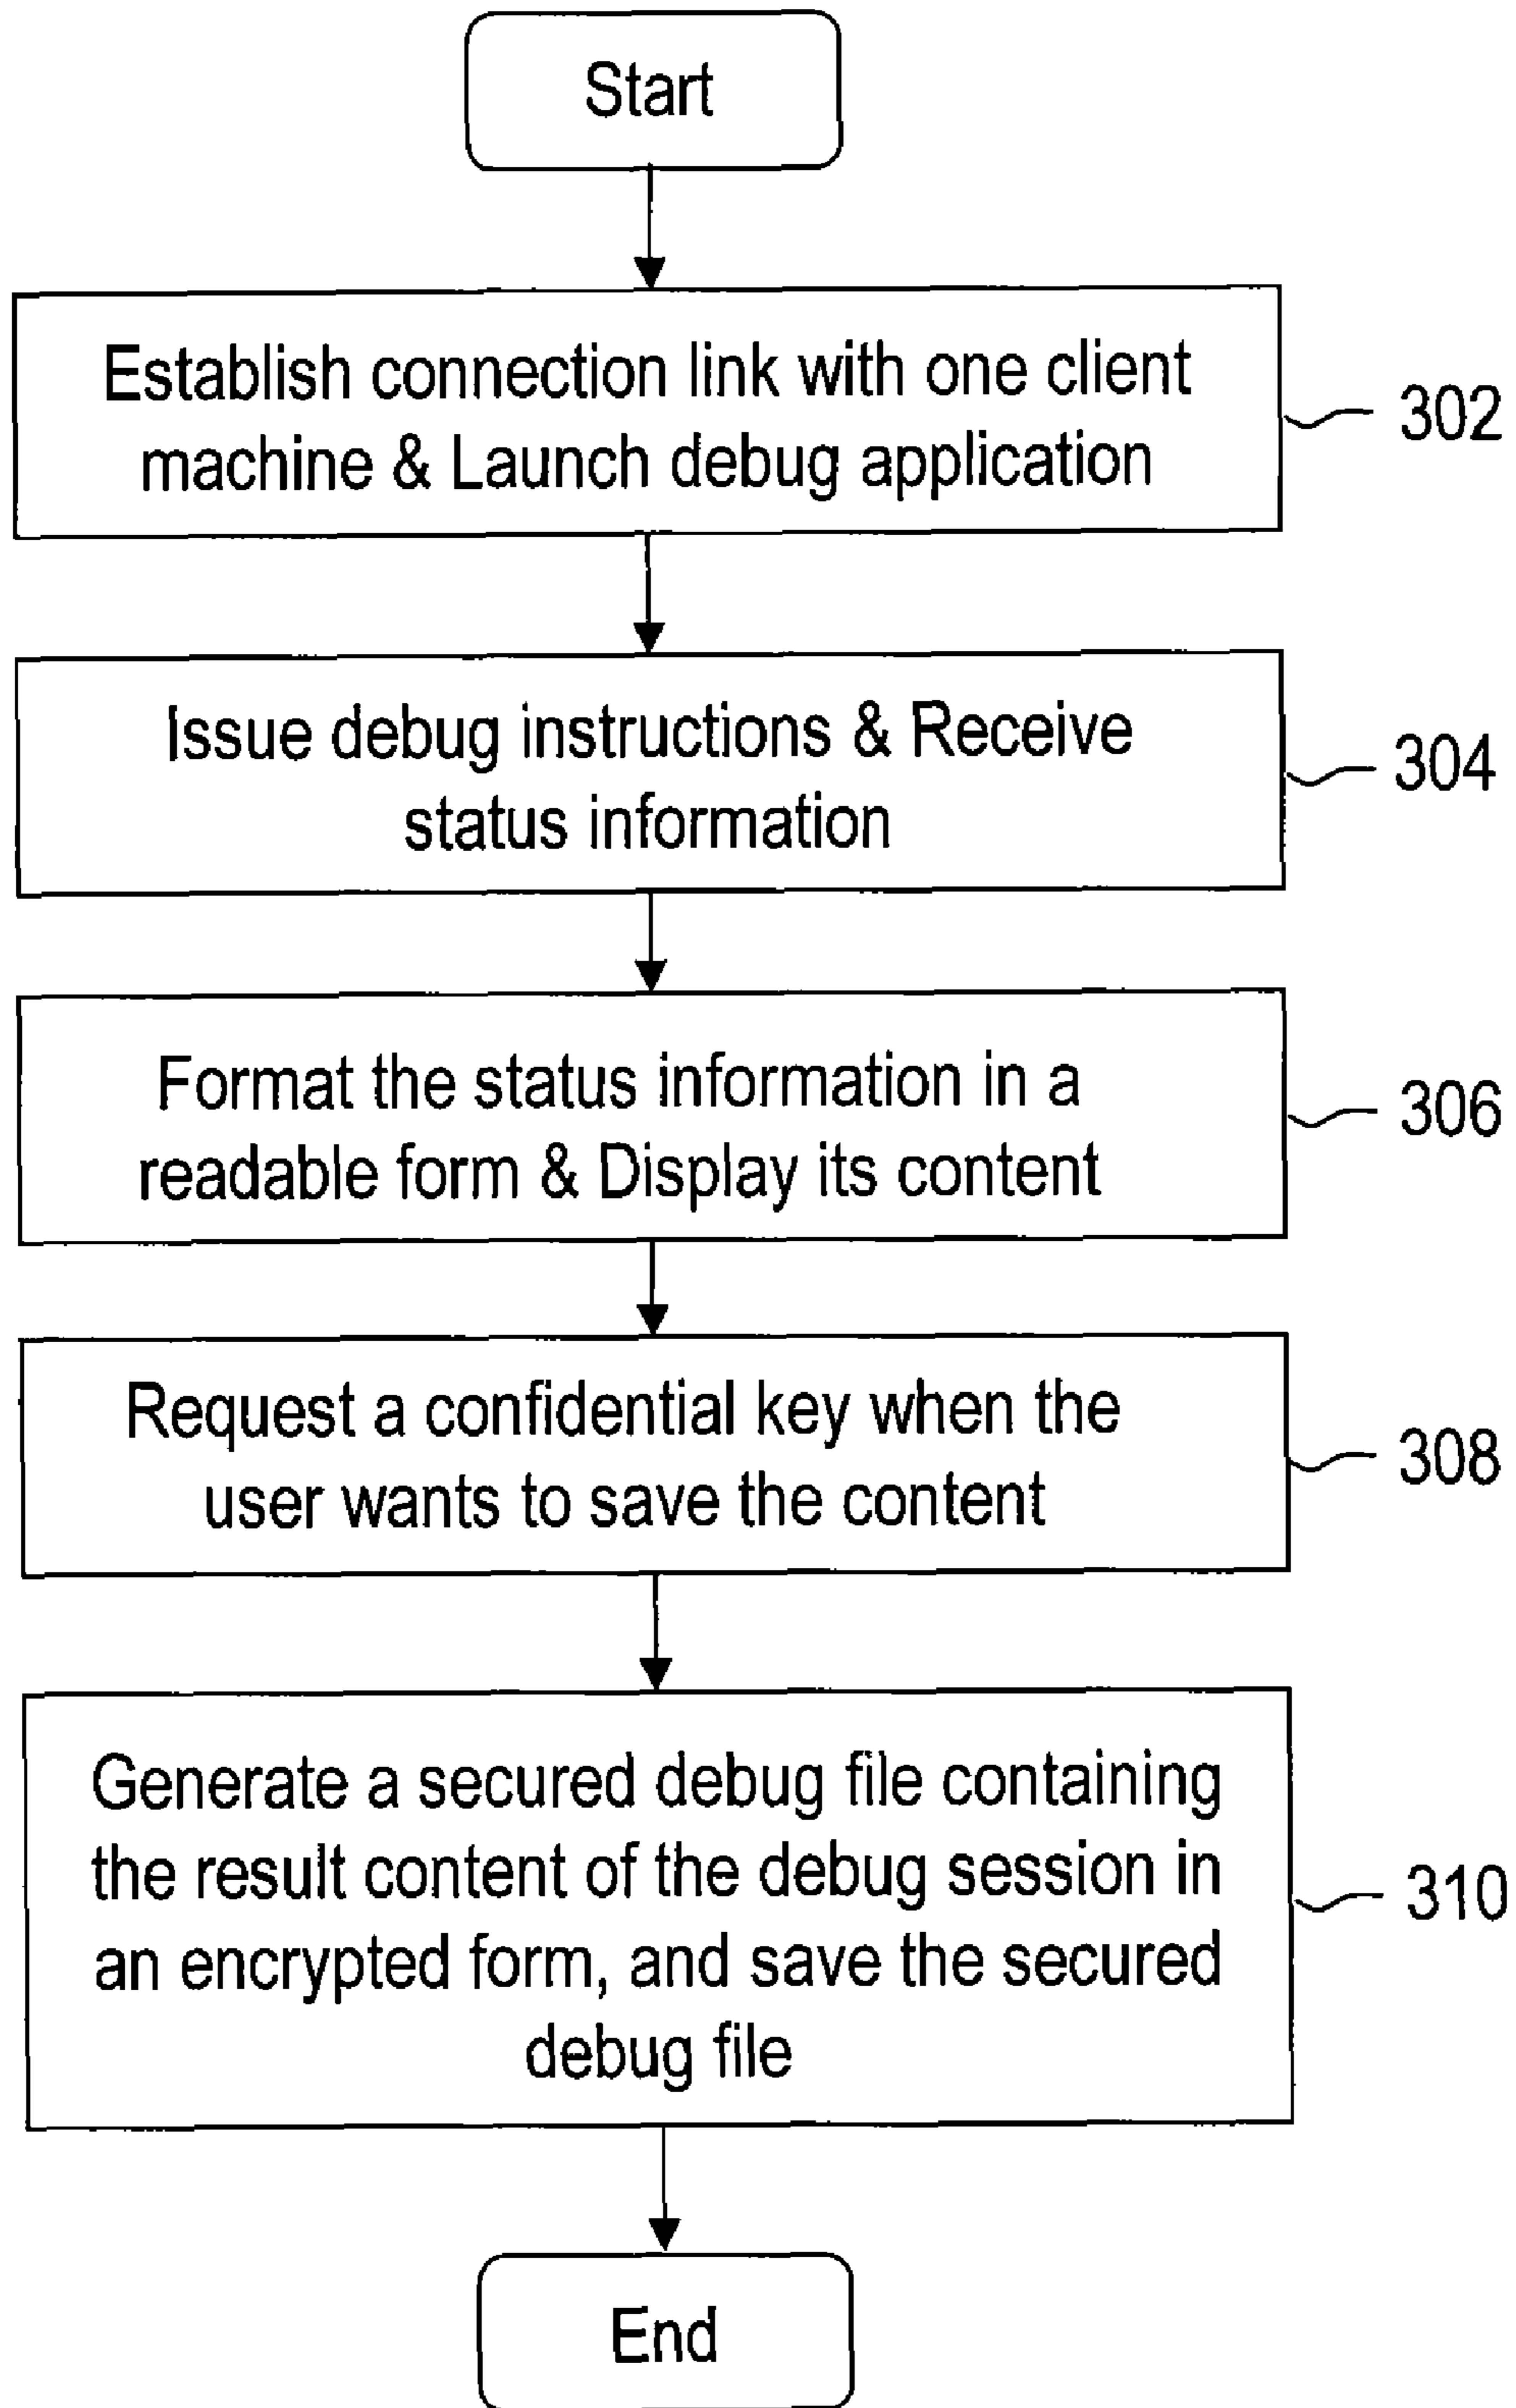 Start
Establish connection link with one client
machine & Launch debug application
302
Issue debug instructions & Receive
status information
304
Format the status information in a
readable form & Display its content
306
Request a confidential key when the
user wants to save the content
308
Generate a secured debug file containing
the result content of the debug session in
an encrypted form, and save the secured
debug file
310
End